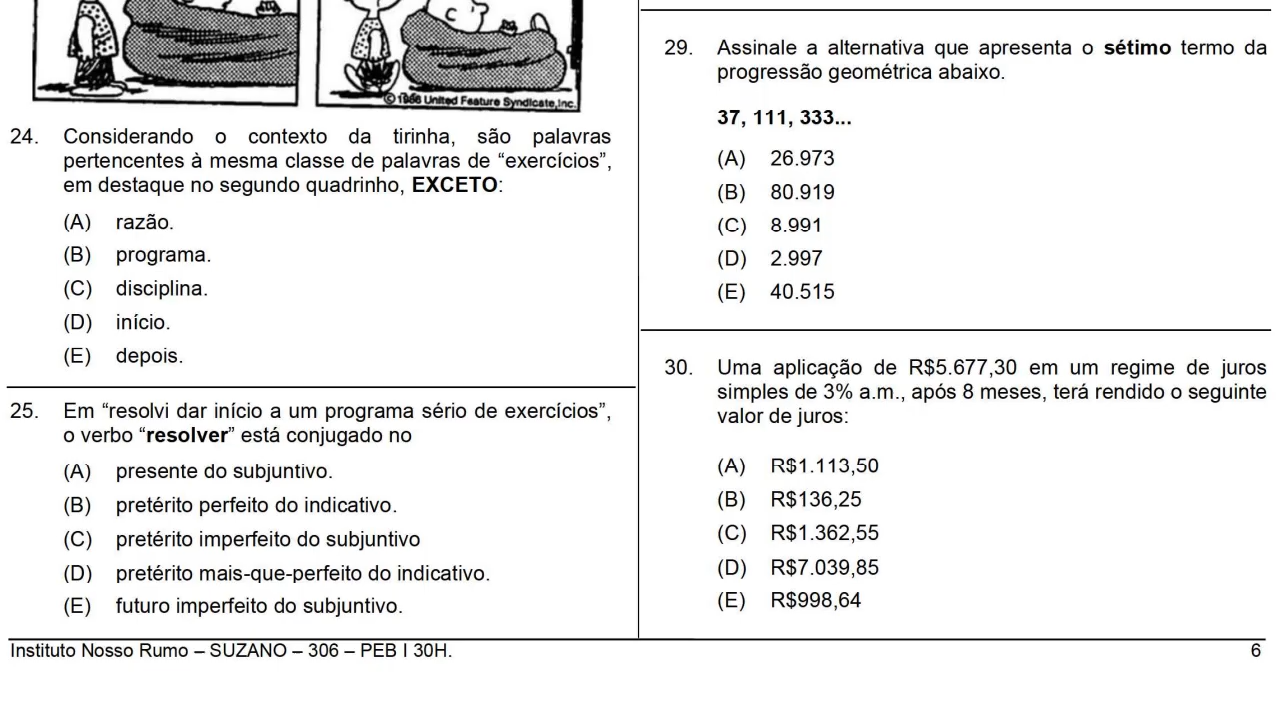 © 1986 United Feature Syndicate, Inc.
24. Considerando o contexto da tirinha, são palavras
pertencentes à mesma classe de palavras de “exercícios”,
em destaque no segundo quadrinho, EXCETO:
(A) razão.
(B) programa.
(C) disciplina.
(D) início.
(E) depois.
25. Em “resolvi dar início a um programa sério de exercícios”,
o verbo “resolver” está conjugado no
(A) presente do subjuntivo.
(B) pretérito perfeito do indicativo.
(C) pretérito imperfeito do subjuntivo
(D) pretérito mais-que-perfeito do indicativo.
(E) futuro imperfeito do subjuntivo.
29. Assinale a alternativa que apresenta o sétimo termo da
progressão geométrica abaixo.
37, 111, 333...
(A) 26.973
(B) 80.919
(C) 8.991
(D) 2.997
(E) 40.515
30. Uma aplicação de R$5.677,30 em um regime de juros
simples de 3% a.m., após 8 meses, terá rendido o seguinte
valor de juros:
(A) R$1.113,50
(B) R$136,25
(C) R$1.362,55
(D) R$7.039,85
(E) R$998,64
Instituto Nosso Rumo – SUZANO – 306 – PEB I 30H.
6